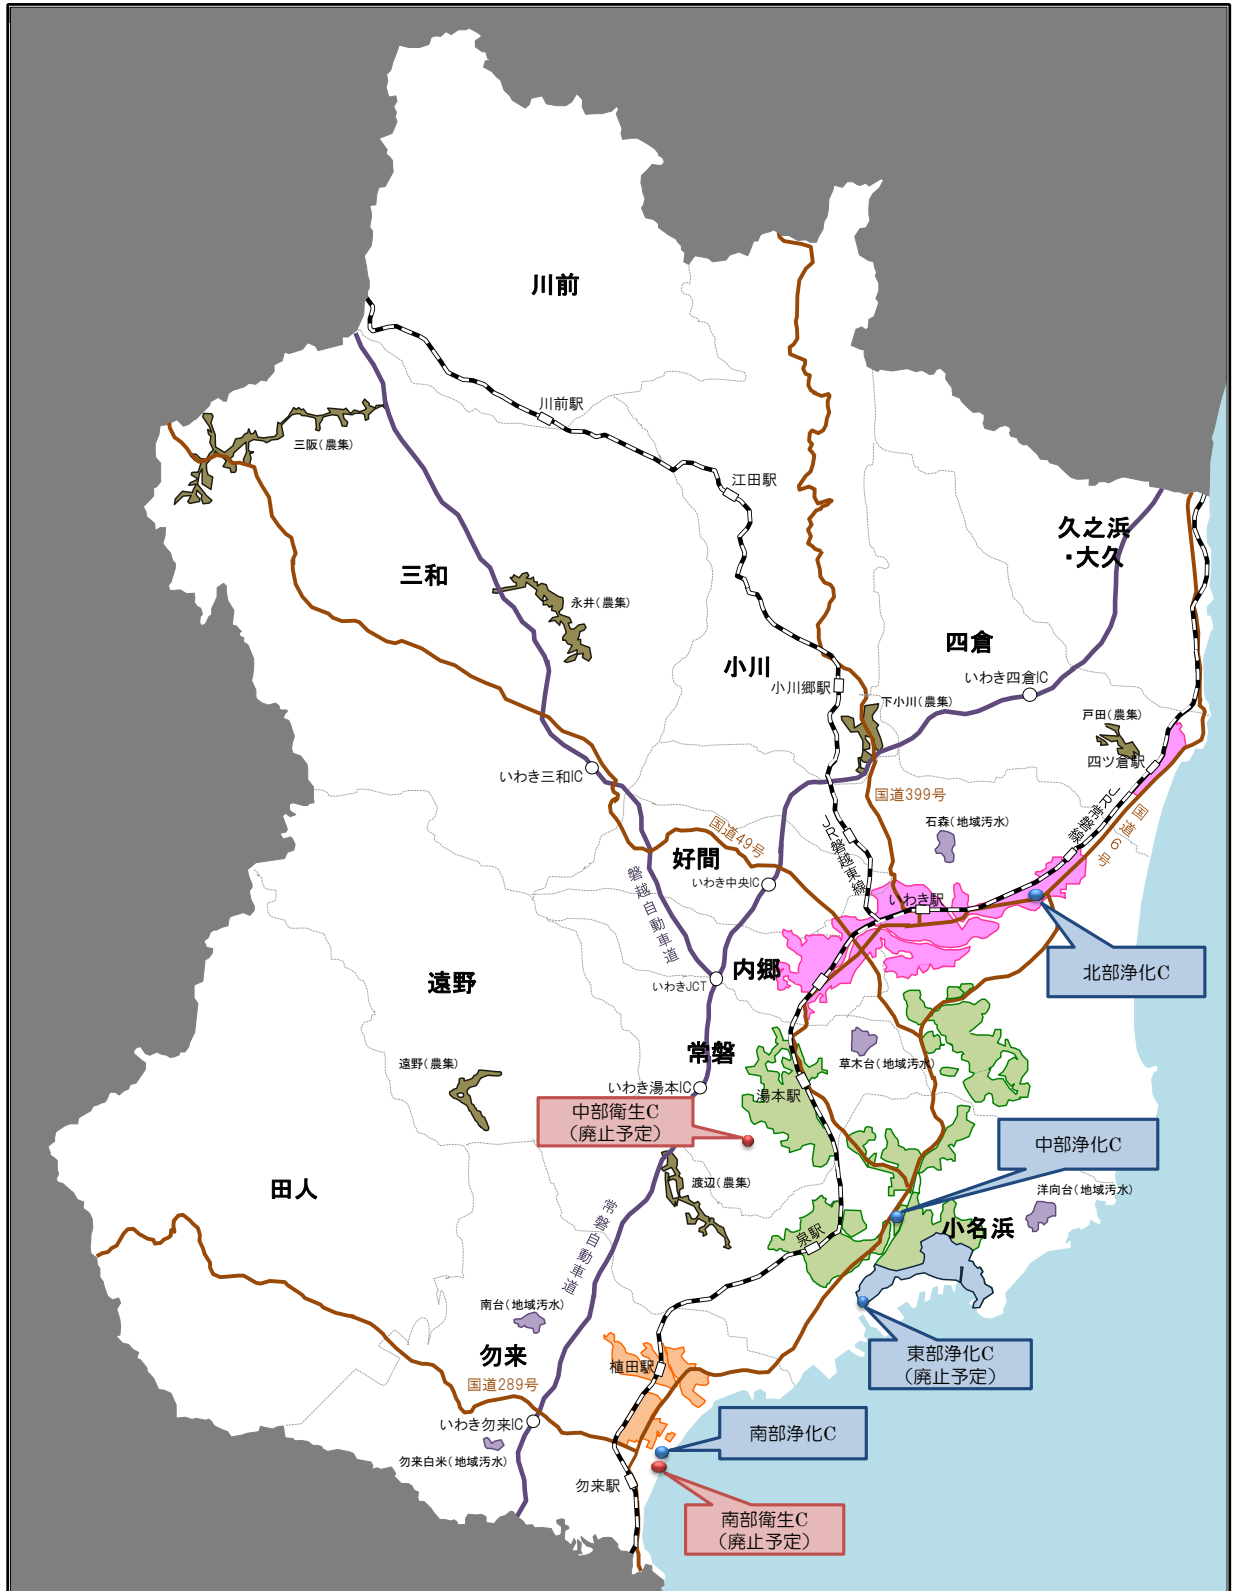 川前
川前駅
三阪（農集）
江田駅
久之浜
・大久
三和
永井（農集）
四倉
小川
いわき四倉IC
小川郷駅
下小川（農集）
戸田（農集）
四ツ倉駅
いわき三和IC
国道399号
JR常磐線
国道6号
石森（地域汚水）
国道49号
JR磐越東線
好間
いわき中央IC
磐越自動車道
いわき駅
内郷
北部浄化C
遠野
いわきJCT
常磐
草木台（地域汚水）
遠野（農集）
いわき湯本IC
湯本駅
中部衛生C
（廃止予定）
中部浄化C
渡辺（農集）
田人
洋向台（地域汚水）
常磐自動車道
泉駅
小名浜
南台（地域汚水）
東部浄化C
（廃止予定）
勿来
植田駅
国道289号
いわき勿来IC
南部浄化C
勿来白米（地域汚水）
勿来駅
南部衛生C
（廃止予定）